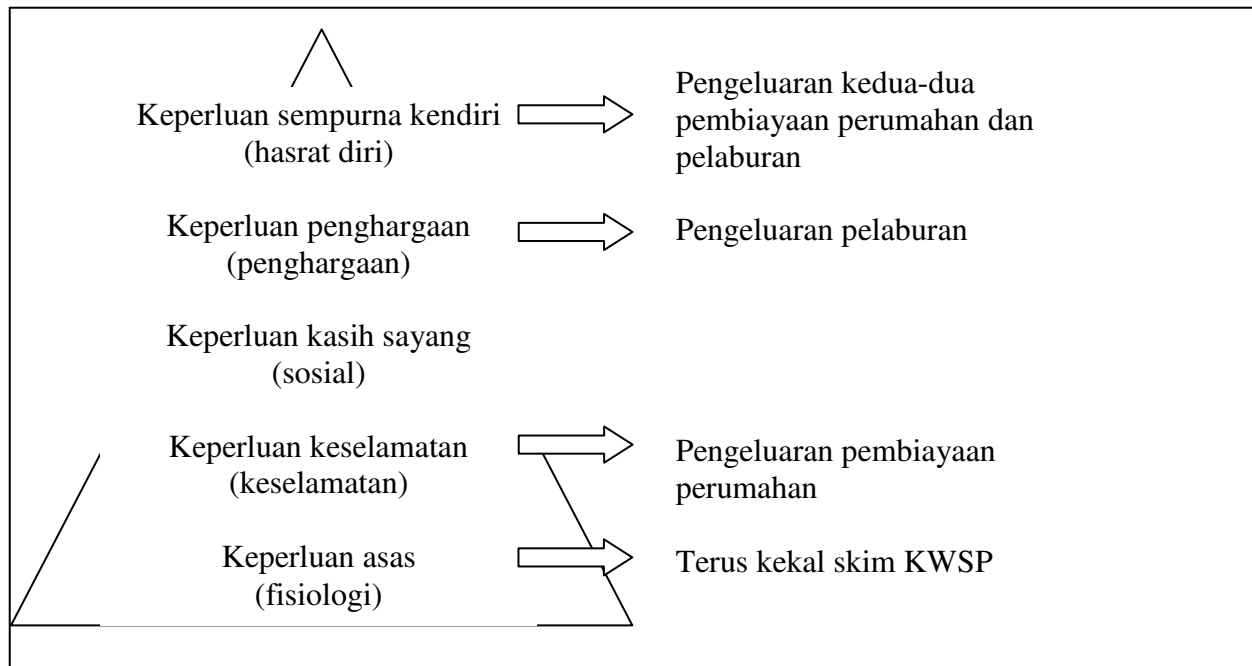 Keperluan sempurna kendiri
(hasrat diri)
Pengeluaran kedua-dua
pembiayaan perumahan dan
pelaburan
Keperluan penghargaan
(penghargaan)
Pengeluaran pelaburan
Keperluan kasih sayang
(sosial)
Keperluan keselamatan
(keselamatan)
Pengeluaran pembiayaan
perumahan
Keperluan asas
(fisiologi)
Terus kekal skim KWSP